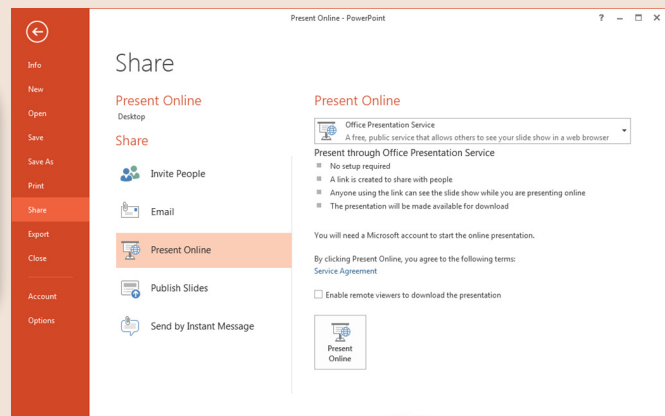 Present Online - PowerPoint
?
Info
New
Open
Save
Save As
Print
Share
Export
Close
Account
Options
Share
Present Online
Desktop
Share
Invite People
Email
Present Online
Publish Slides
Send by Instant Message
Present Online
Office Presentation Service
A free, public service that allows others to see your slide show in a web browser
Present through Office Presentation Service
No setup required
A link is created to share with people
Anyone using the link can see the slide show while you are presenting online
The presentation will be made available for download
You will need a Microsoft account to start the online presentation.
By clicking Present Online, you agree to the following terms:
Service Agreement
Enable remote viewers to download the presentation
Present
Online